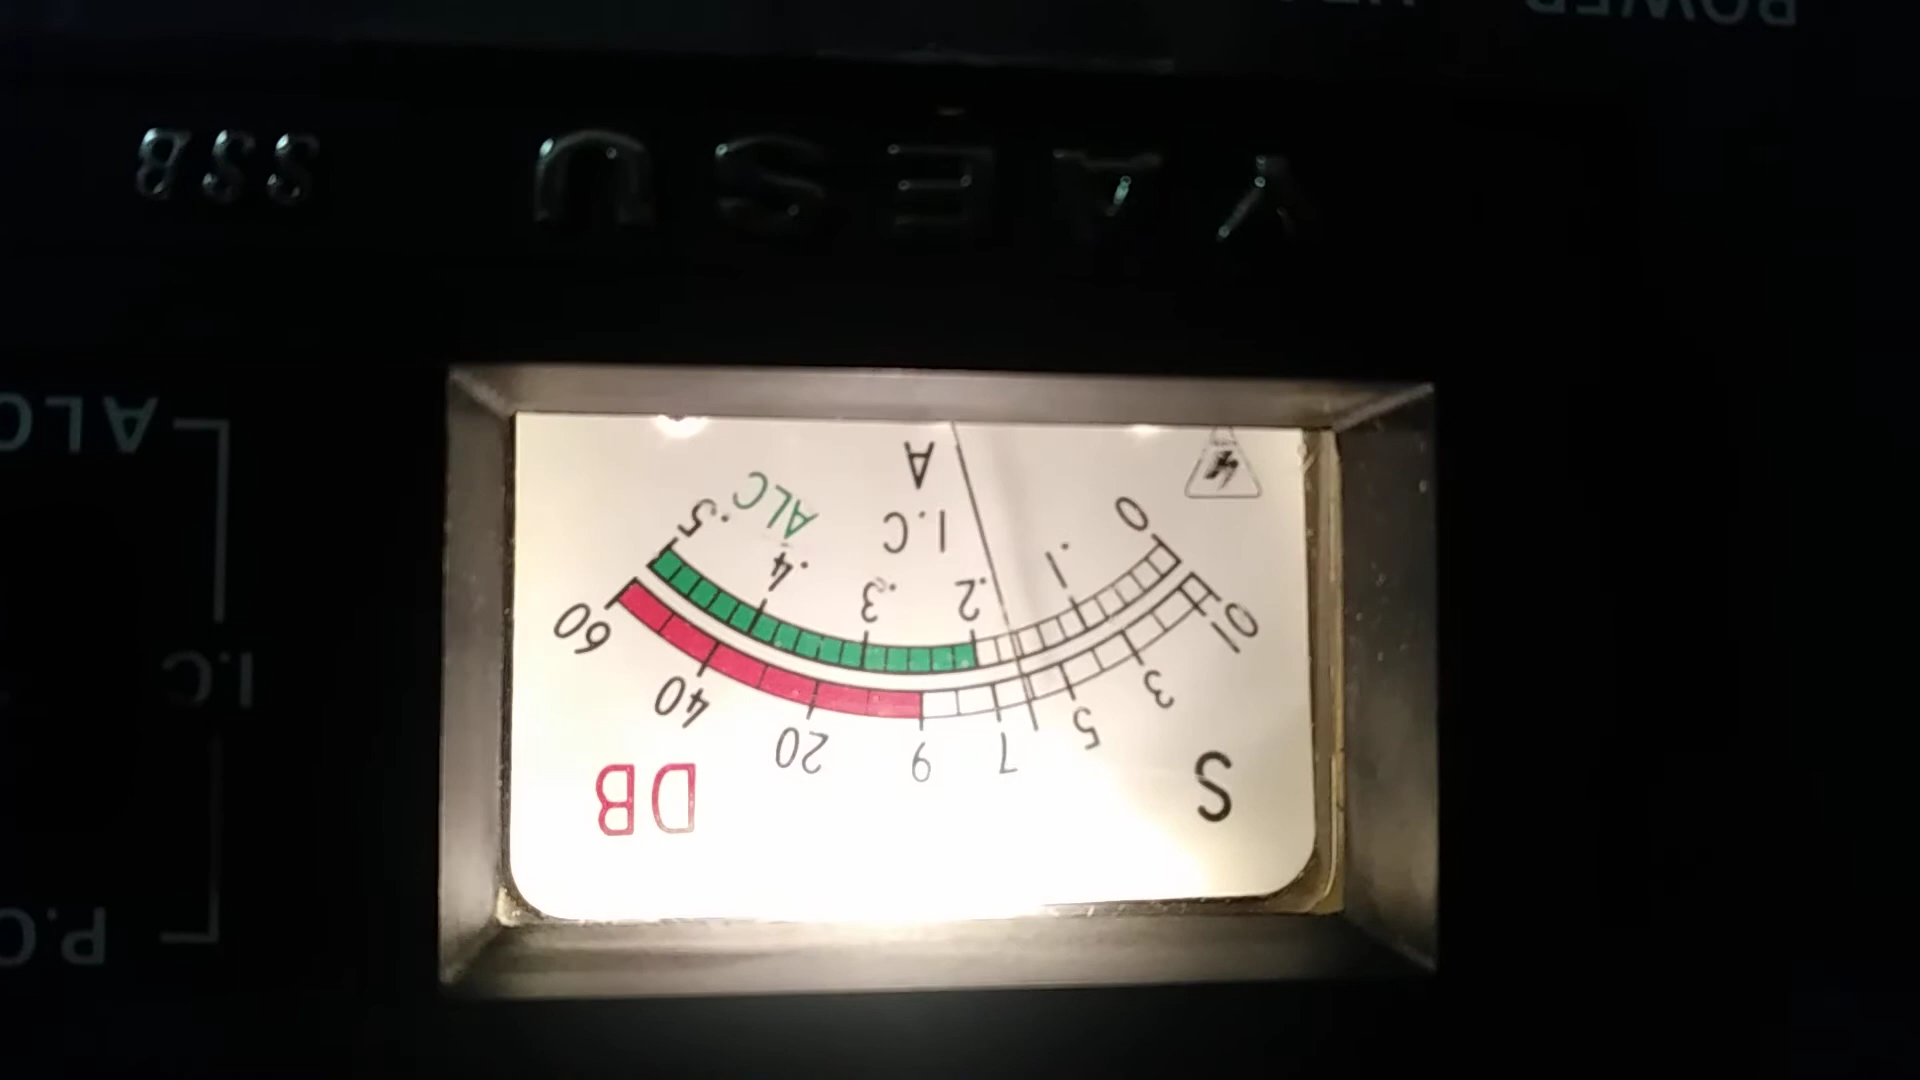 S DB
0 1 3 5 7 9 20 40 60
0 .1 .2 .3 .4 .5
I.C ALC
A
P.O
I.C
ALC
YAESU SSB
POWER